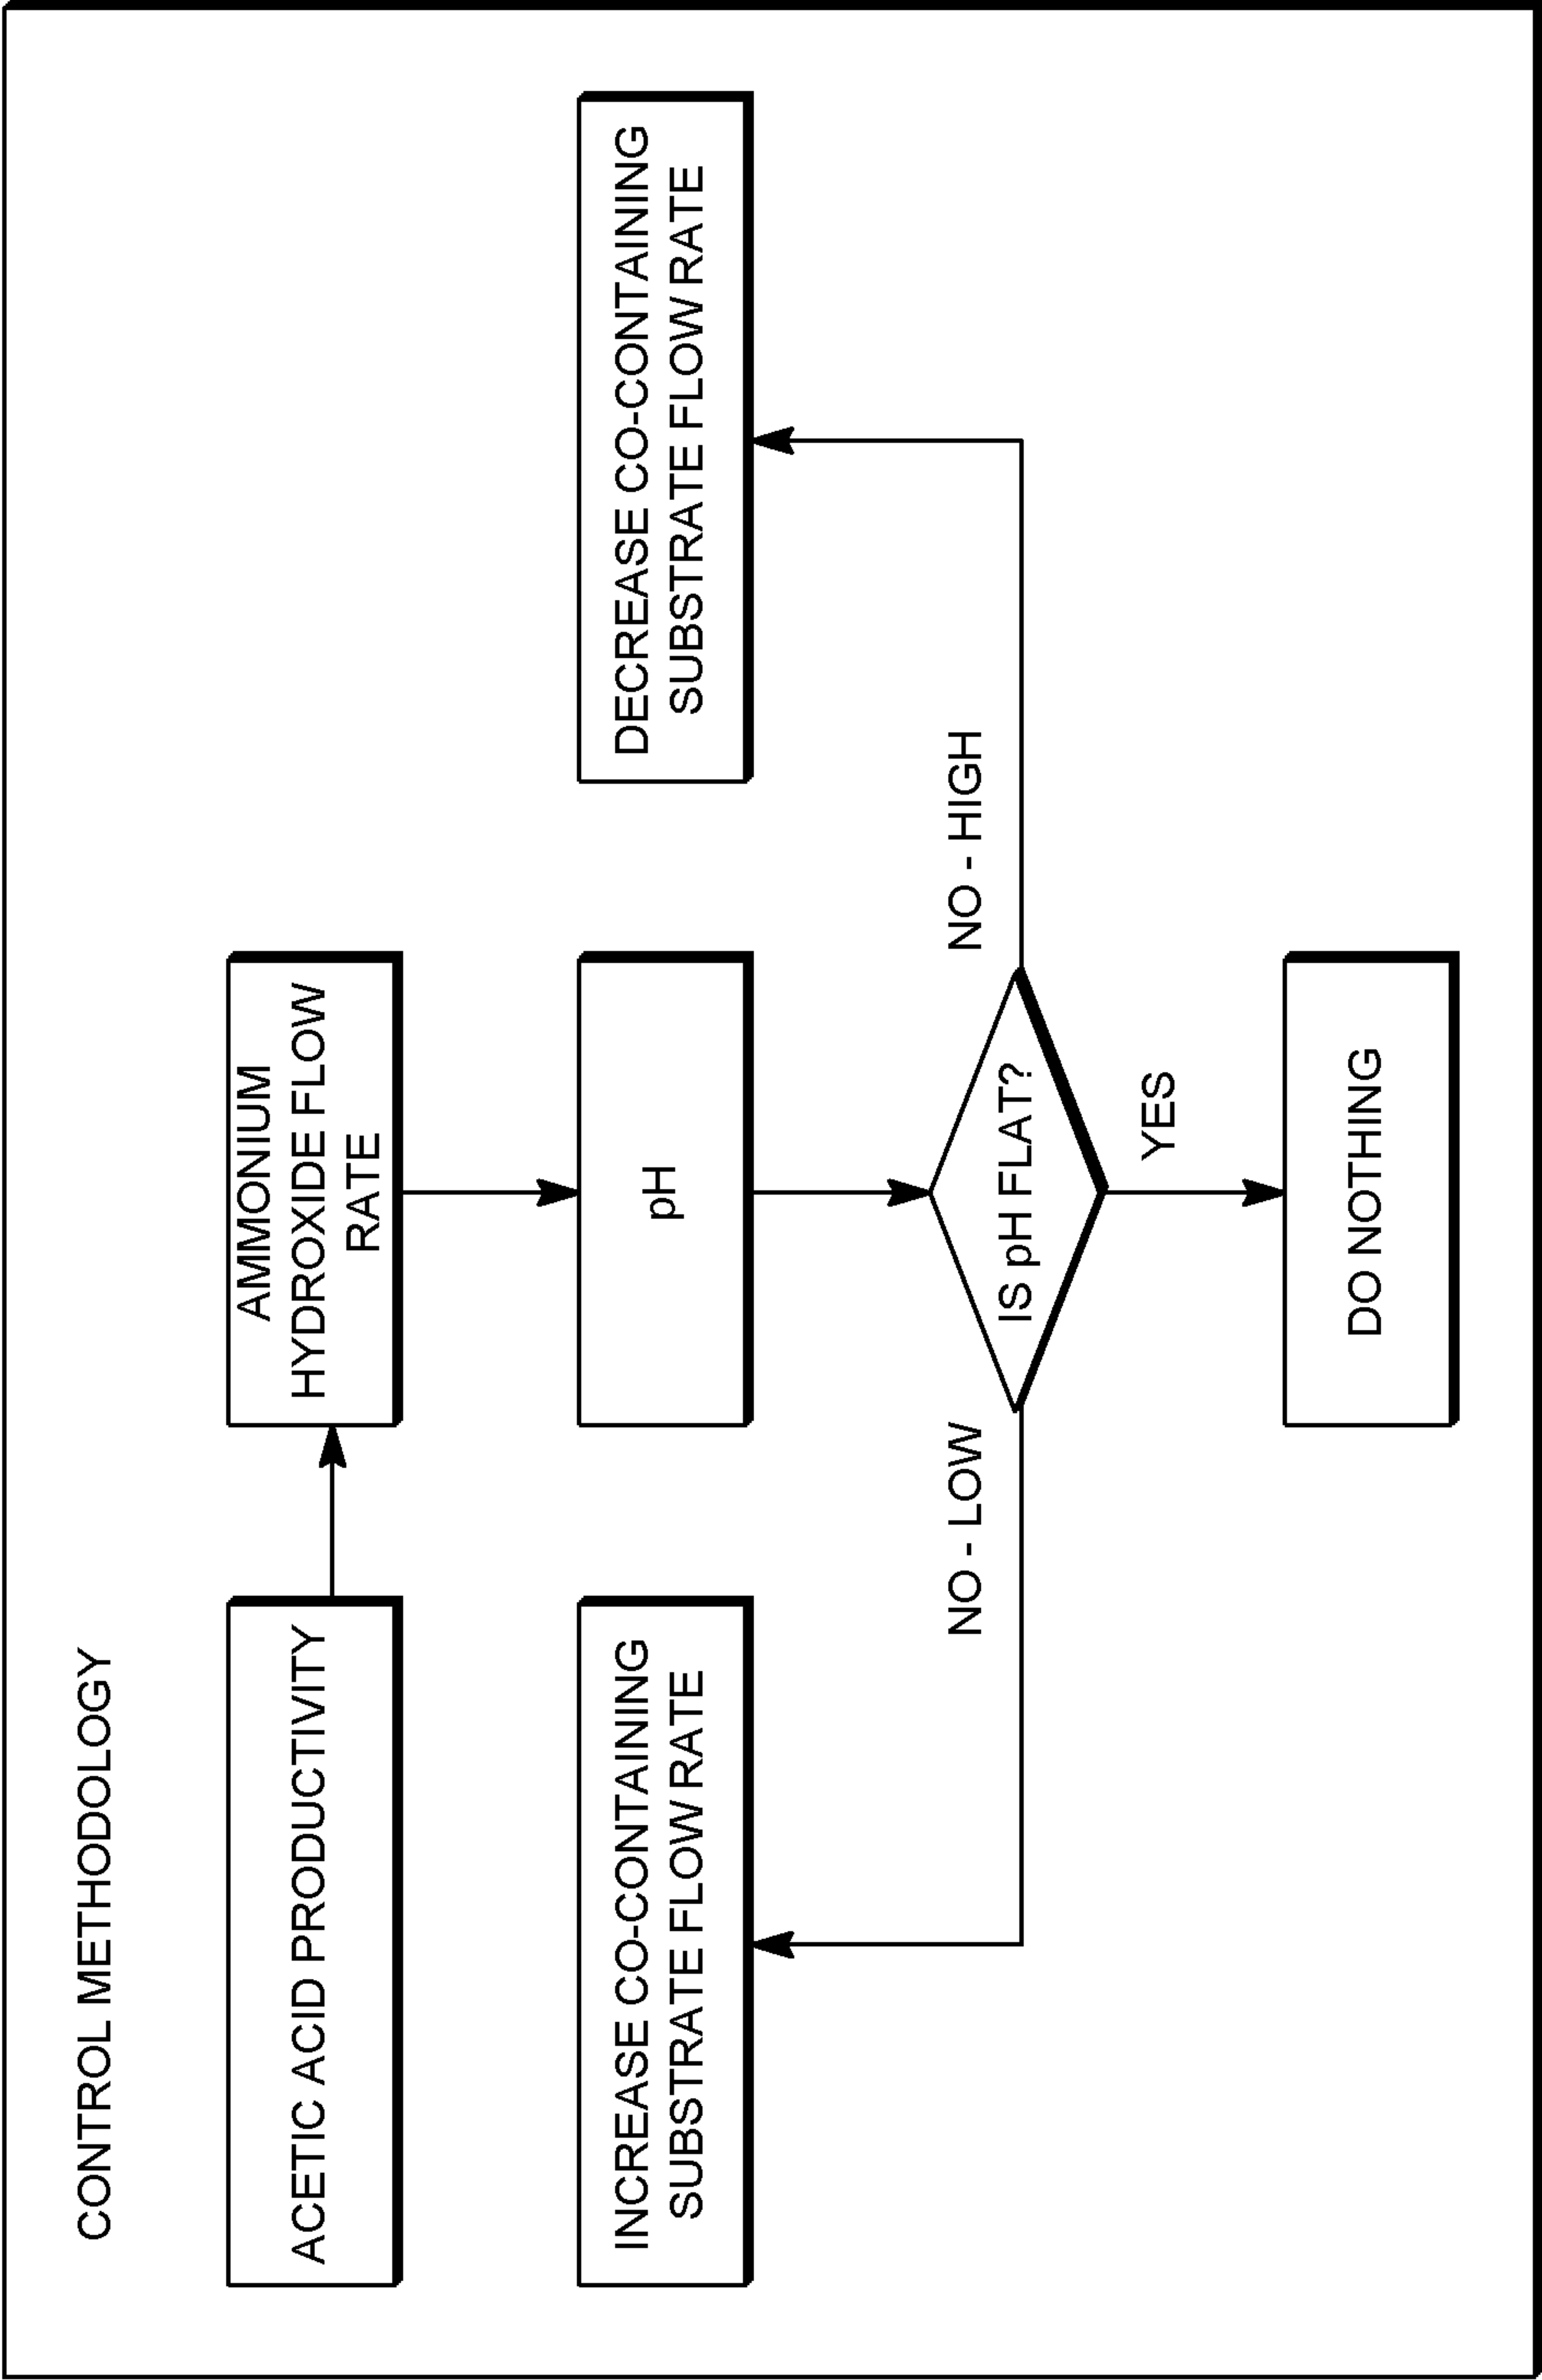 CONTROL METHODOLOGY
ACETIC ACID PRODUCTIVITY
AMMONIUM
HYDROXIDE FLOW
RATE
INCREASE CO-CONTAINING
SUBSTRATE FLOW RATE
pH
DECREASE CO-CONTAINING
SUBSTRATE FLOW RATE
NO - LOW
IS pH FLAT?
NO - HIGH
YES
DO NOTHING